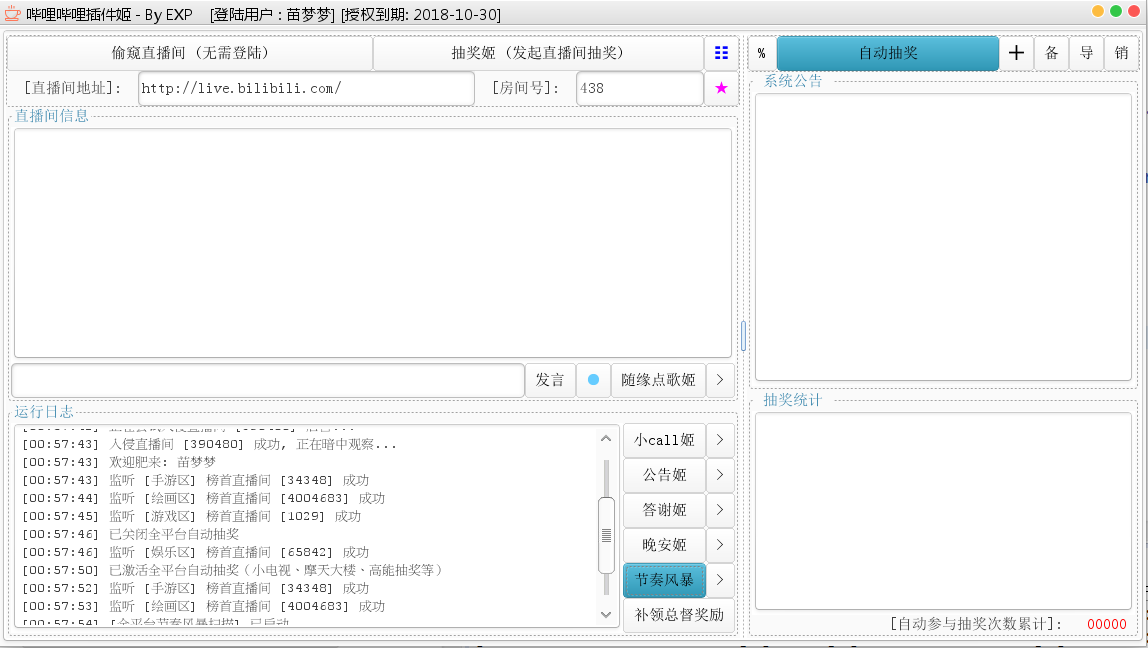 哔哩哔哩插件姬 - By EXP [登陆用户 : 苗梦梦] [授权到期: 2018-10-30]
偷窥直播间 (无需登陆) 抽奖姬 (发起直播间抽奖)
% 自动抽奖 + 备 导 销
[直播间地址]: http://live.bilibili.com/ [房间号]: 438 ★
系统公告
直播间信息
发言 随缘点歌姬 >
运行日志
[00:57:43] 入侵直播间 [390480] 成功, 正在暗中观察...
[00:57:43] 欢迎肥来: 苗梦梦
[00:57:43] 监听 [手游区] 榜首直播间 [34348] 成功
[00:57:44] 监听 [绘画区] 榜首直播间 [4004683] 成功
[00:57:45] 监听 [游戏区] 榜首直播间 [1029] 成功
[00:57:46] 已关闭全平台自动抽奖
[00:57:46] 监听 [娱乐区] 榜首直播间 [65842] 成功
[00:57:50] 已激活全平台自动抽奖（小电视、摩天大楼、高能抽奖等）
[00:57:52] 监听 [手游区] 榜首直播间 [34348] 成功
[00:57:53] 监听 [绘画区] 榜首直播间 [4004683] 成功
[00:57:54] [全平台节奏风暴扫描] 已启动
小call姬 >
公告姬 >
答谢姬 >
晚安姬 >
节奏风暴 >
补领总督奖励
抽奖统计
[自动参与抽奖次数累计]: 00000